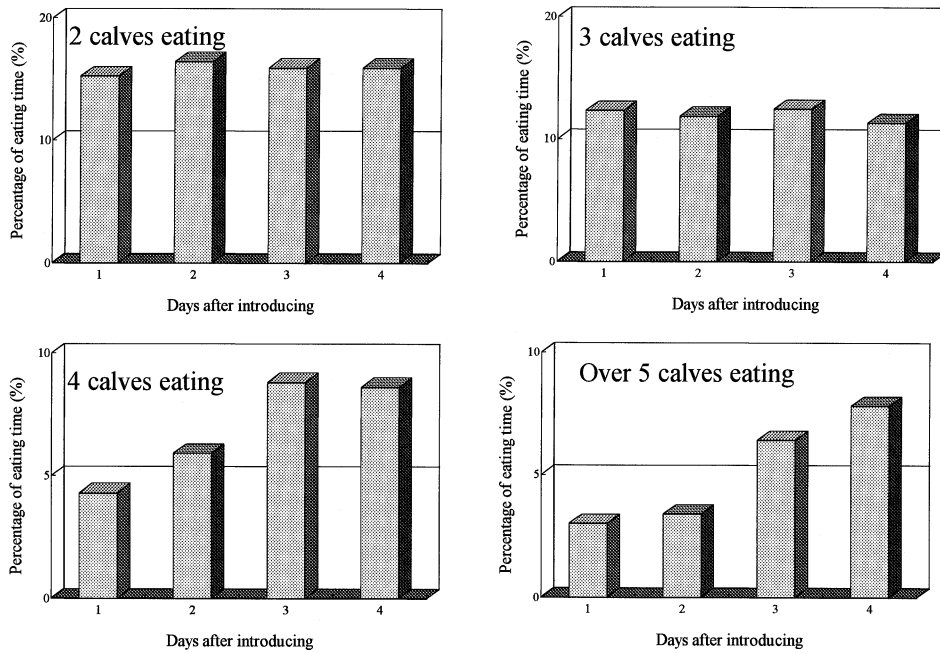 2 calves eating
Percentage of eating time (%)
20
10
0
1 2 3 4
Days after introducing
3 calves eating
Percentage of eating time (%)
20
10
0
1 2 3 4
Days after introducing
4 calves eating
Percentage of eating time (%)
10
5
0
1 2 3 4
Days after introducing
Over 5 calves eating
Percentage of eating time (%)
10
5
0
1 2 3 4
Days after introducing